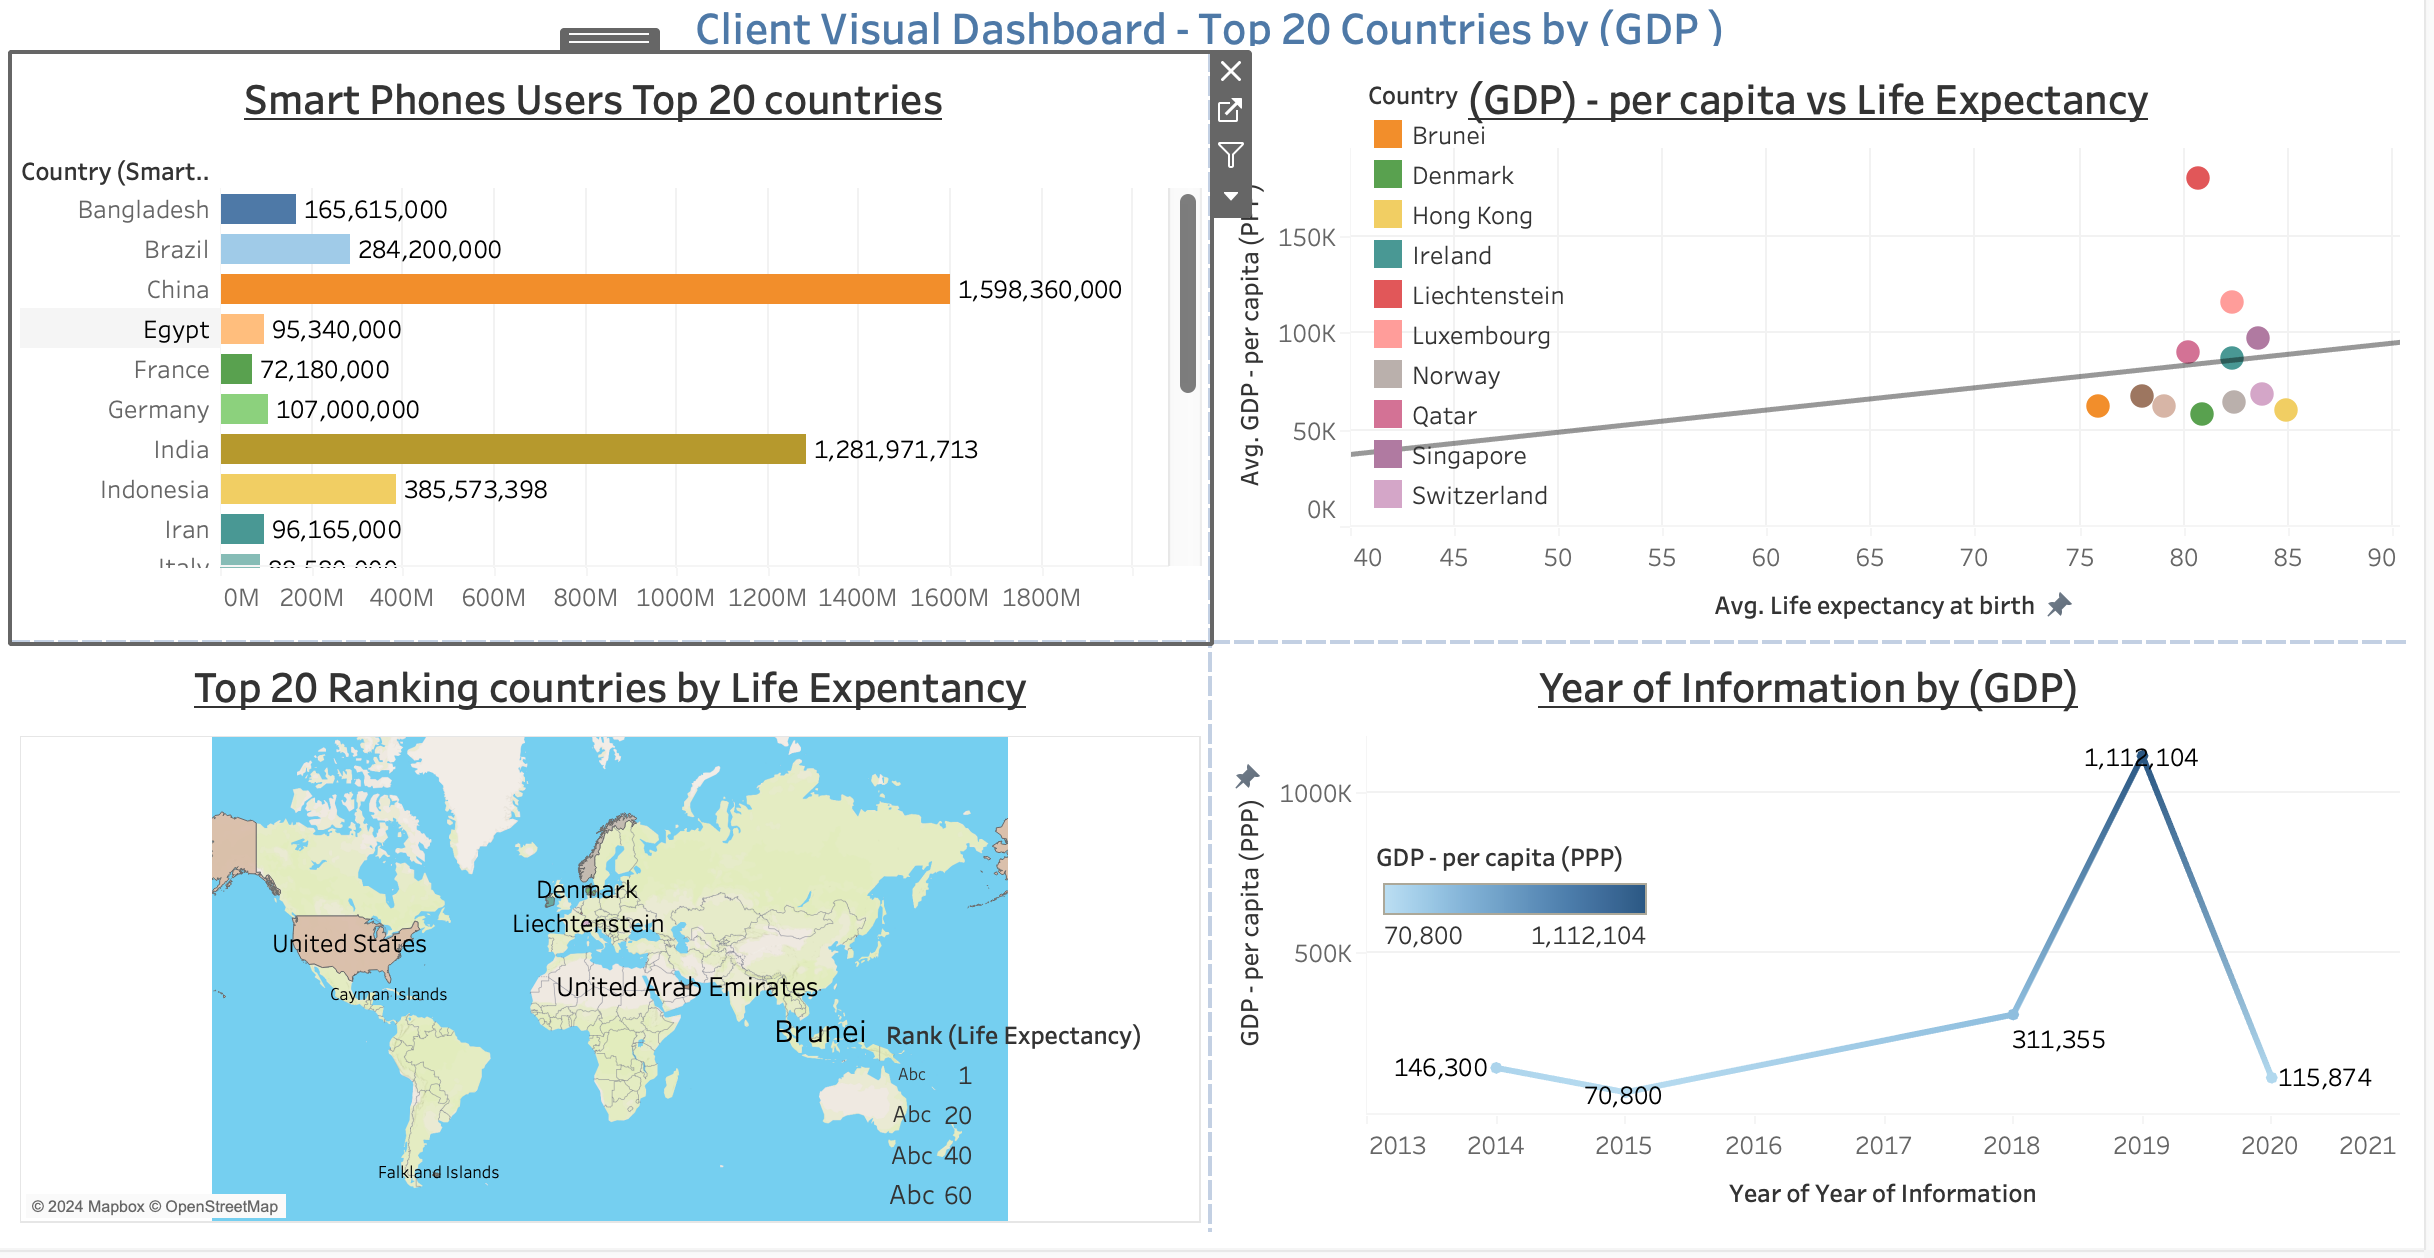 Client Visual Dashboard - Top 20 Countries by (GDP )
Smart Phones Users Top 20 countries
Country (Smart..
Bangladesh 165,615,000
Brazil 284,200,000
China 1,598,360,000
Egypt 95,340,000
France 72,180,000
Germany 107,000,000
India 1,281,971,713
Indonesia 385,573,398
Iran 96,165,000
Italy
0M 200M 400M 600M 800M 1000M 1200M 1400M 1600M 1800M
(GDP) - per capita vs Life Expectancy
Country
Brunei
Denmark
Hong Kong
Ireland
Liechtenstein
Luxembourg
Norway
Qatar
Singapore
Switzerland
Avg. GDP - per capita (PPP)
150K
100K
50K
0K
40 45 50 55 60 65 70 75 80 85 90
Avg. Life expectancy at birth
Top 20 Ranking countries by Life Expentancy
Denmark
Liechtenstein
United States
Cayman Islands
United Arab Emirates
Brunei
Falkland Islands
Rank (Life Expectancy)
Abc 1
Abc 20
Abc 40
Abc 60
© 2024 Mapbox © OpenStreetMap
Year of Information by (GDP)
GDP - per capita (PPP)
1000K
500K
GDP - per capita (PPP)
70,800 1,112,104
146,300
70,800
311,355
1,112,104
115,874
2013 2014 2015 2016 2017 2018 2019 2020 2021
Year of Year of Information